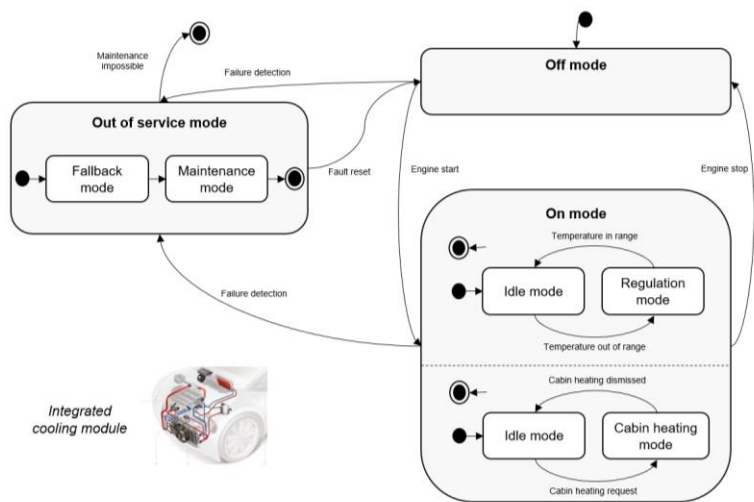 Maintenance
impossible
Failure detection
Off mode
Out of service mode
Fallback
mode
Maintenance
mode
Fault reset
Engine start
Engine stop
On mode
Temperature in range
Idle mode
Regulation
mode
Temperature out of range
Failure detection
Cabin heating dismissed
Idle mode
Cabin heating
mode
Cabin heating request
Integrated
cooling module